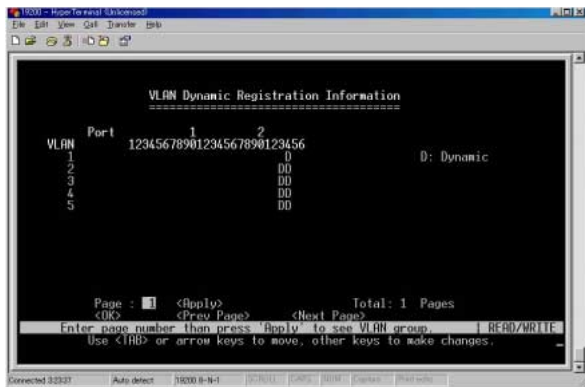 19200 - HyperTerminal (Unlicensed)
File Edit View Call Transfer Help
VLAN Dynamic Registration Information
=====================================
Port 1 2
VLAN 12345678901234567890123456
1 D D: Dynamic
2 DD
3 DD
4 DD
5 DD
Page : 1 <Apply> Total: 1 Pages
<OK> <Prev Page> <Next Page>
Enter page number than press 'Apply' to see VLAN group. | READ/WRITE
Use <TAB> or arrow keys to move, other keys to make changes.
Connected 3:23:37 Auto detect 19200 8-N-1 SCROLL CAPS NUM Capture Print echo